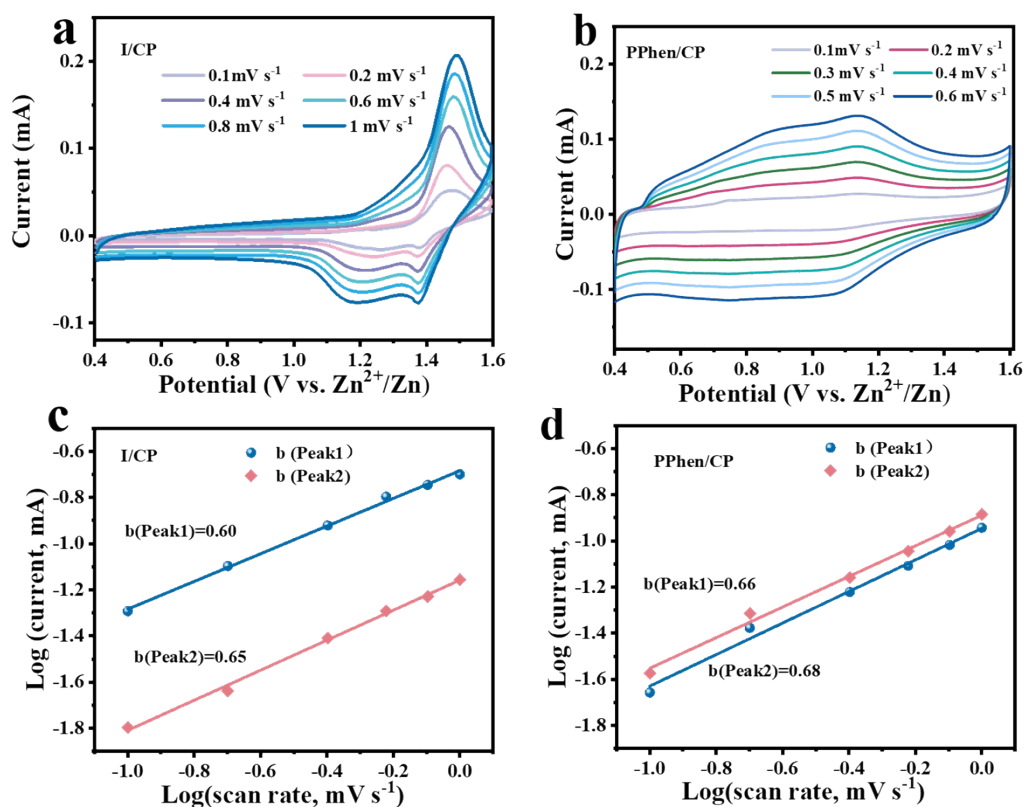 a
I/CP
0.1mV s⁻¹ 0.2 mV s⁻¹
0.4 mV s⁻¹ 0.6 mV s⁻¹
0.8 mV s⁻¹ 1 mV s⁻¹
0.2
0.1
0.0
-0.1
Current (mA)
0.4 0.6 0.8 1.0 1.2 1.4 1.6
Potential (V vs. Zn²⁺/Zn)
b
PPhen/CP
0.1mV s⁻¹ 0.2 mV s⁻¹
0.3 mV s⁻¹ 0.4 mV s⁻¹
0.5 mV s⁻¹ 0.6 mV s⁻¹
0.2
0.1
0.0
-0.1
Current (mA)
0.4 0.6 0.8 1.0 1.2 1.4 1.6
Potential (V vs. Zn²⁺/Zn)
c
I/CP
b (Peak1）
b (Peak2)
b(Peak1)=0.60
b(Peak2)=0.65
-0.6
-0.8
-1.0
-1.2
-1.4
-1.6
-1.8
Log (current, mA)
-1.0 -0.8 -0.6 -0.4 -0.2 0.0
Log(scan rate, mV s⁻¹)
d
PPhen/CP
b (Peak1）
b (Peak2)
b(Peak1)=0.66
b(Peak2)=0.68
-0.6
-0.8
-1.0
-1.2
-1.4
-1.6
-1.8
Log (current, mA)
-1.0 -0.8 -0.6 -0.4 -0.2 0.0
Log(scan rate, mV s⁻¹)